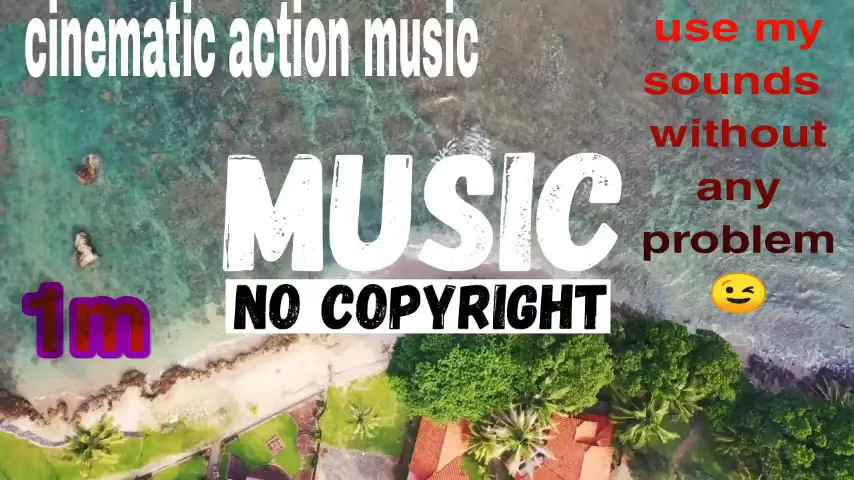 cinematic action music
use my
sounds
without
any
problem
😉
MUSIC
NO COPYRIGHT
1m